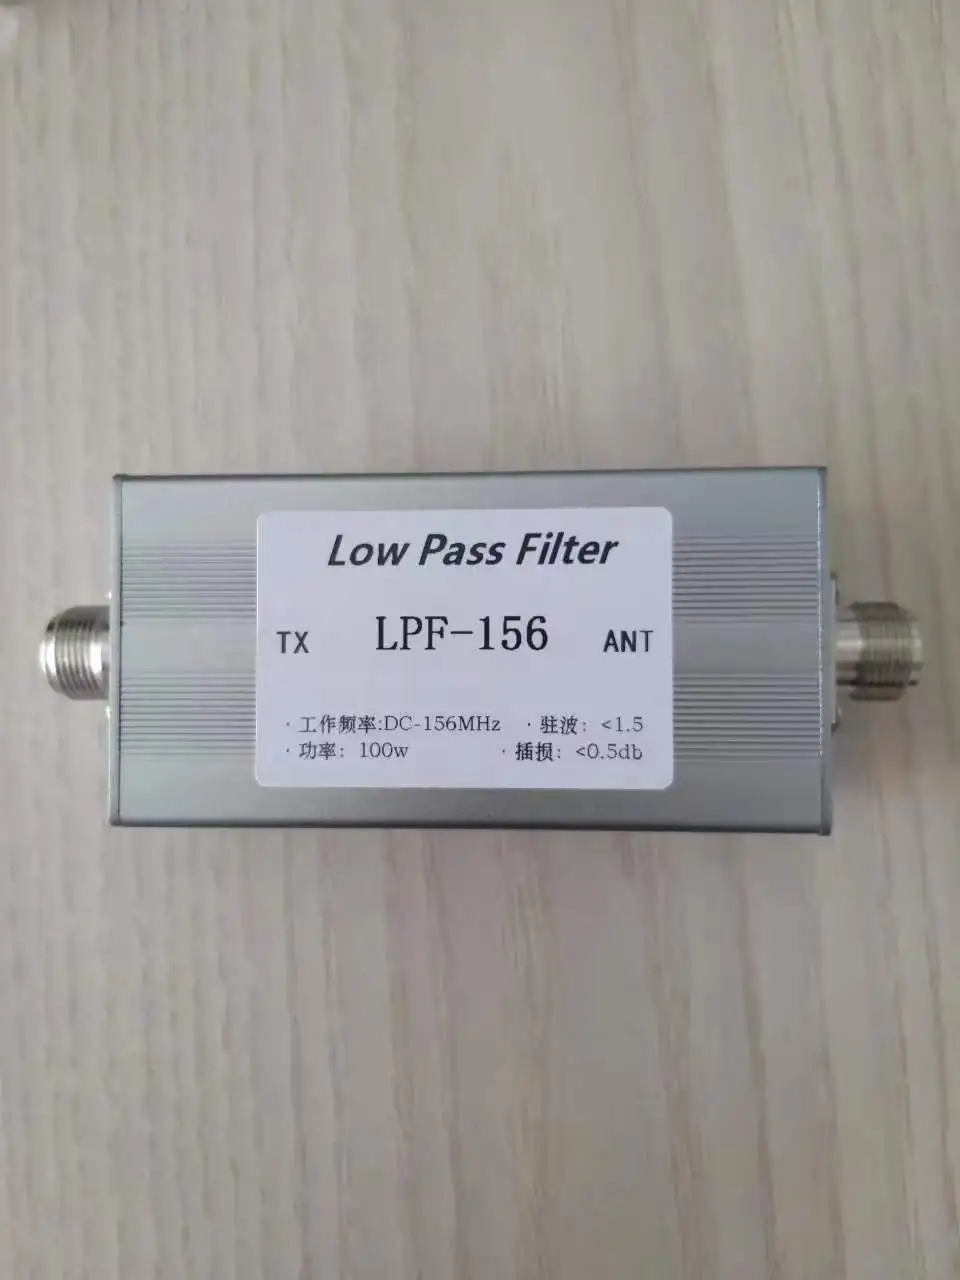 Low Pass Filter
TX LPF-156 ANT
·工作频率:DC-156MHz ·驻波: <1.5
·功率: 100w ·插损: <0.5db